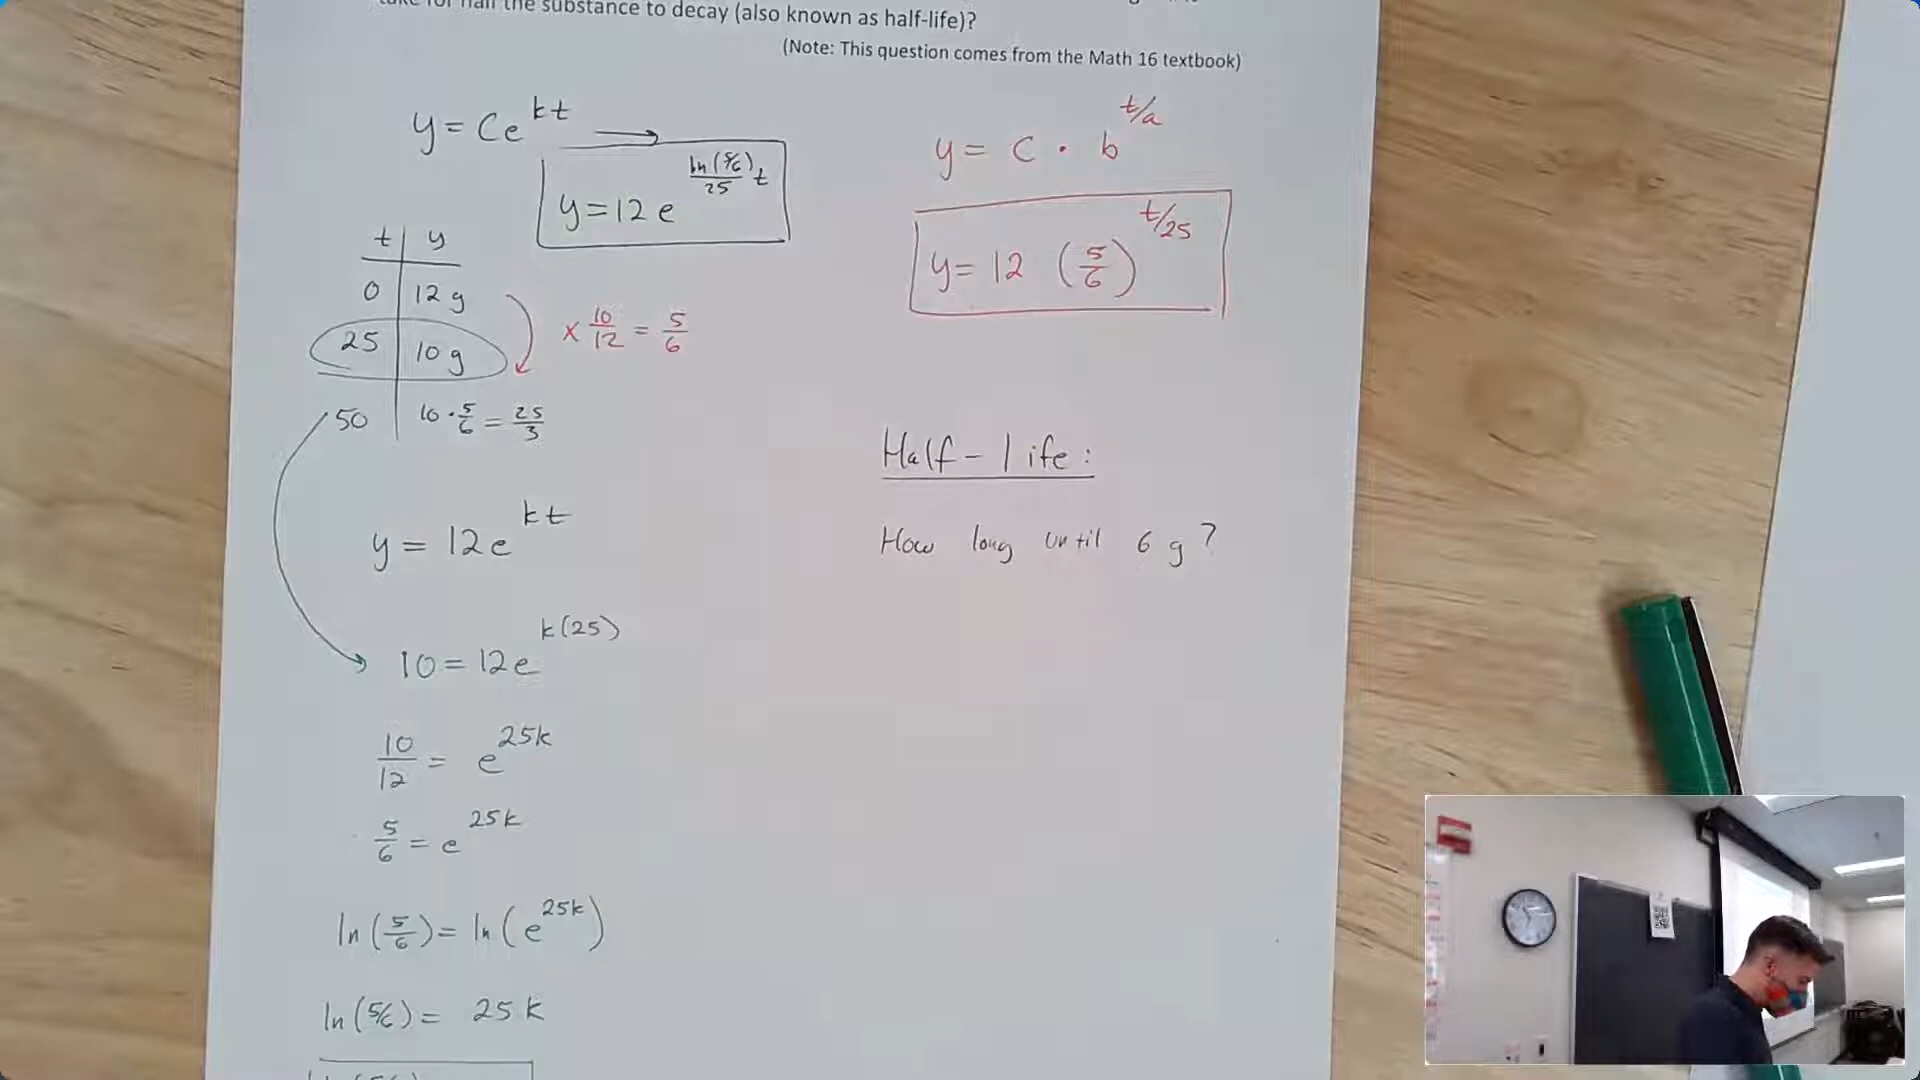 take for half the substance to decay (also known as half-life)?
(Note: This question comes from the Math 16 textbook)
y = Ce^{kt} →
y = 12 e^{\frac{ln(5/6)}{25} t}
t | y
0 | 12 g
25 | 10 g
× 10/12 = 5/6
50 | 10 · 5/6 = 25/3
y = 12e^{kt}
10 = 12e^{k(25)}
10/12 = e^{25k}
5/6 = e^{25k}
ln(5/6) = ln(e^{25k})
ln(5/6) = 25k
y = C · b^{t/a}
y = 12 (5/6)^{t/25}
Half-life:
How long until 6 g?